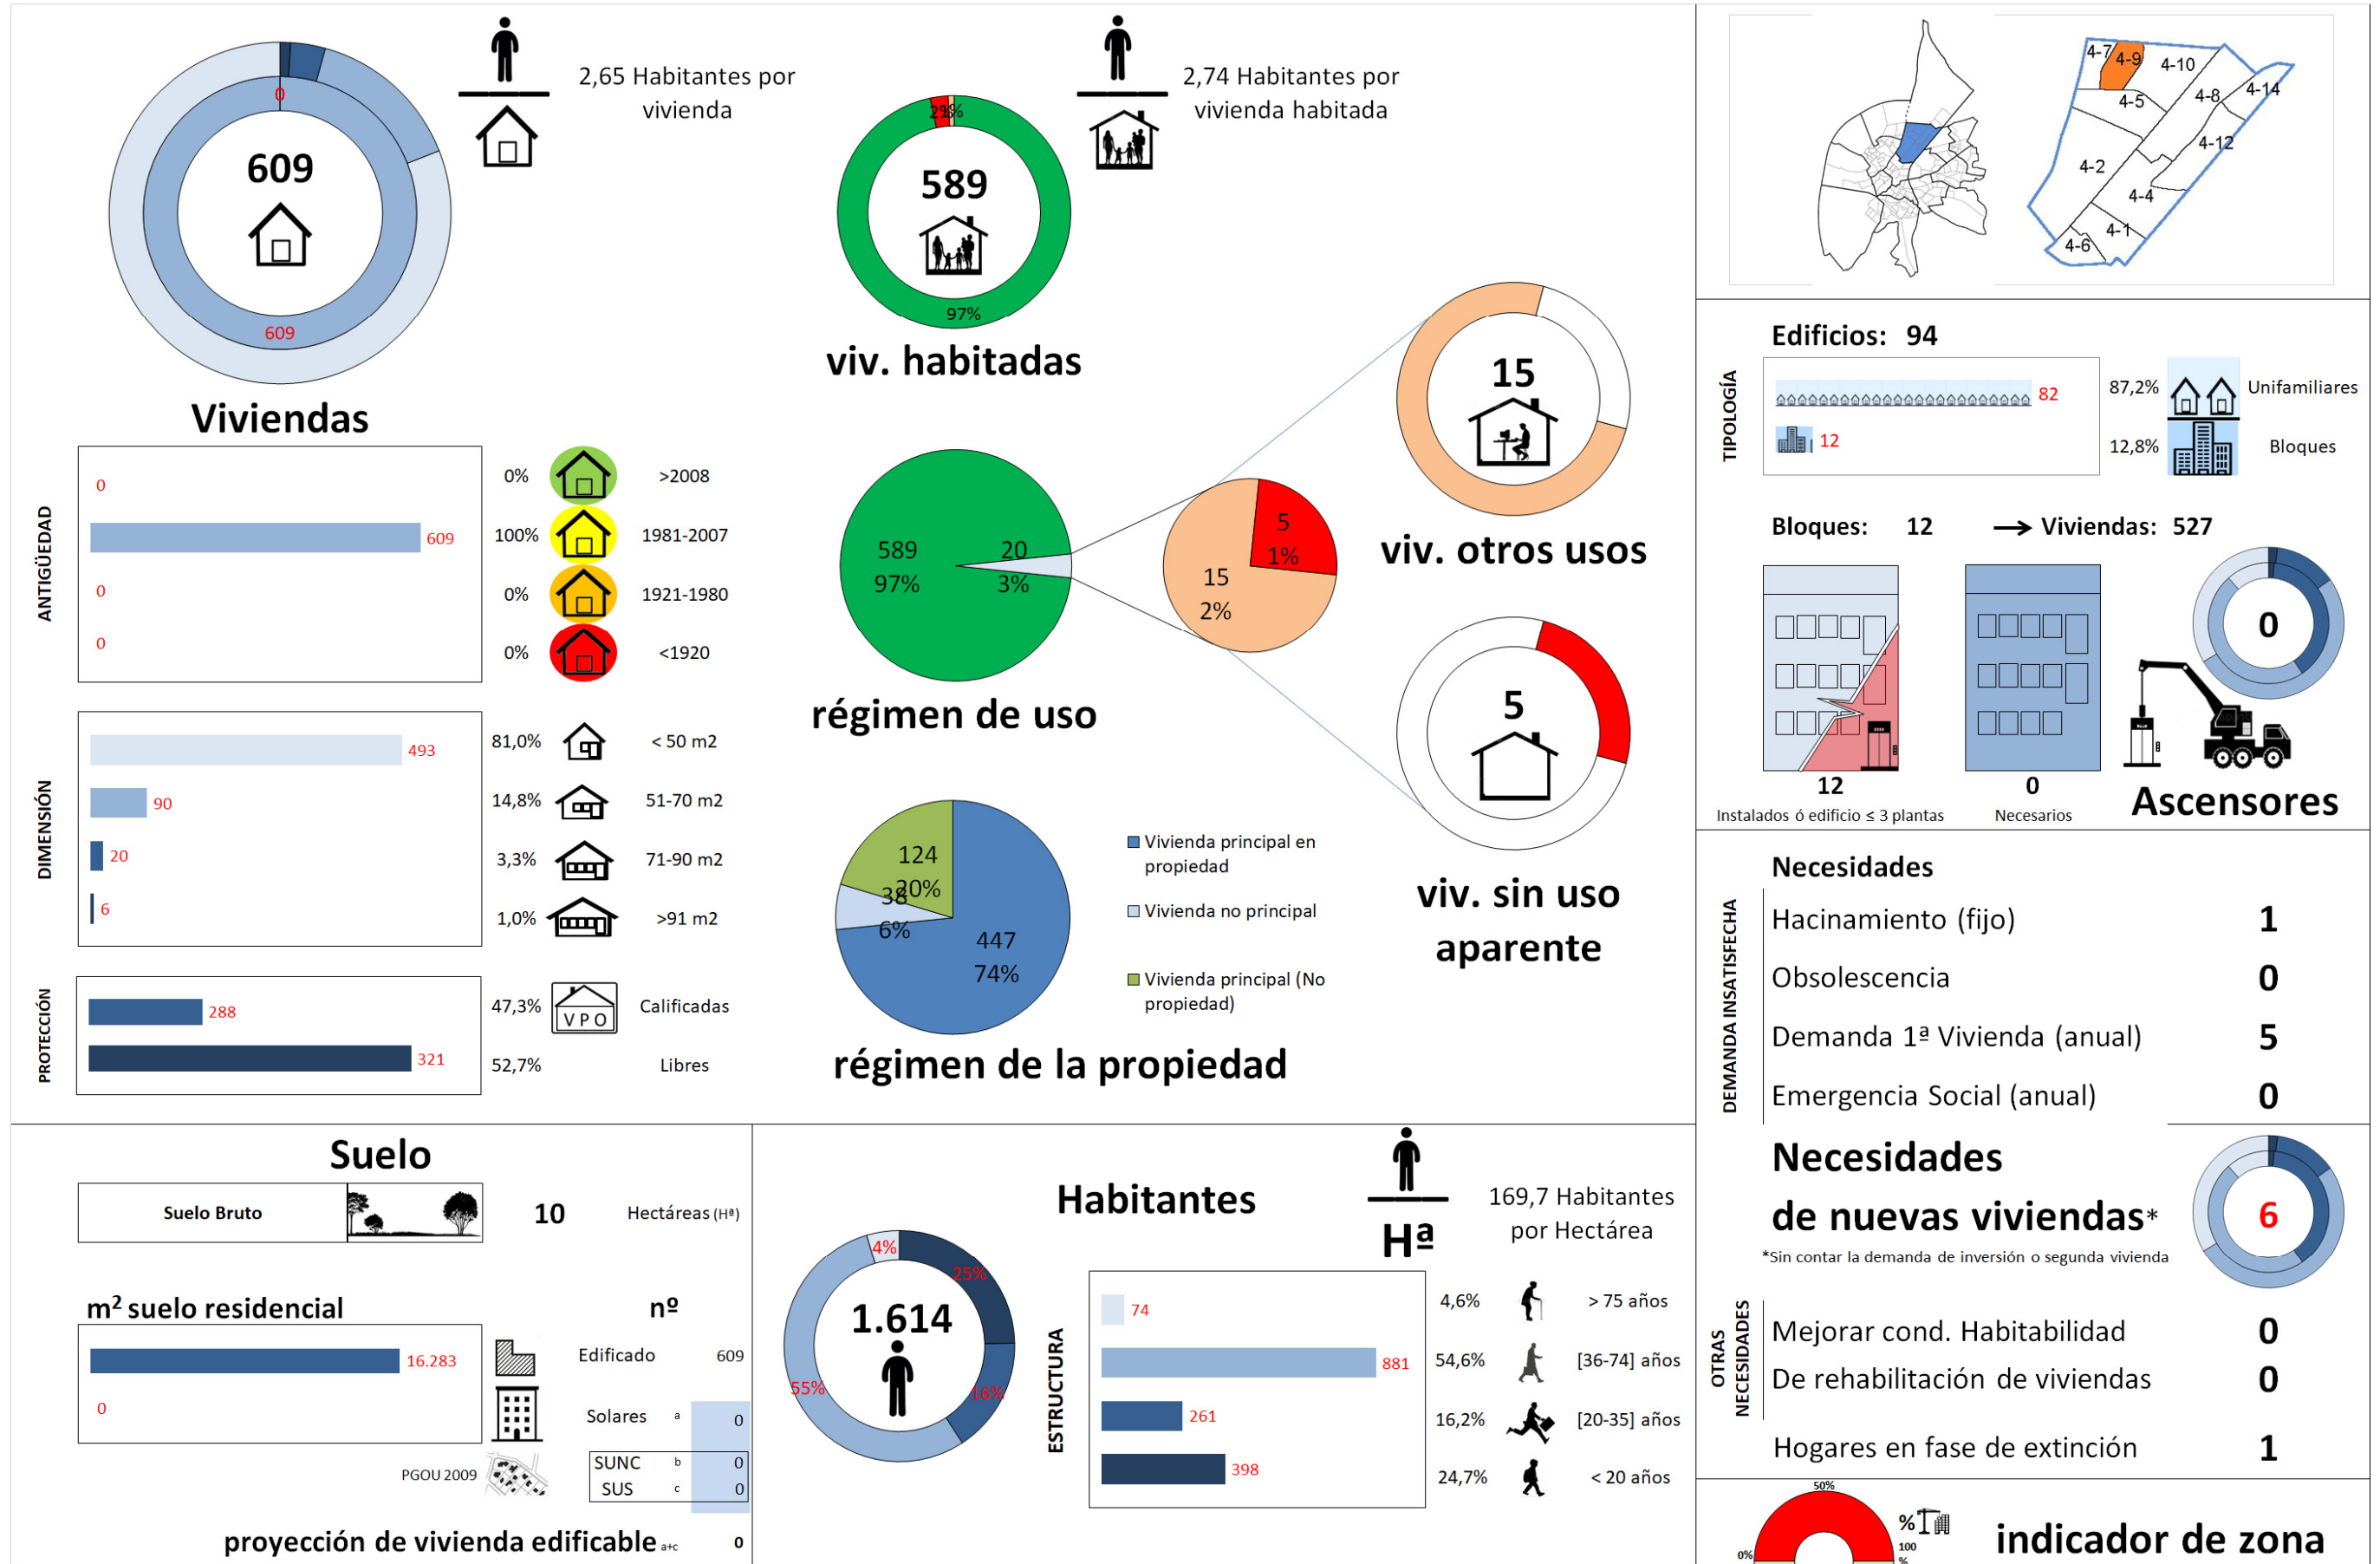 609
0
609
Viviendas
2,65 Habitantes por
vivienda
589
97%
2%
1%
viv. habitadas
2,74 Habitantes por
vivienda habitada
ANTIGÜEDAD
0
0% >2008
609
100% 1981-2007
0
0% 1921-1980
0
0% <1920
DIMENSIÓN
493
81,0% < 50 m2
90
14,8% 51-70 m2
20
3,3% 71-90 m2
6
1,0% >91 m2
PROTECCIÓN
288
47,3% VPO Calificadas
321
52,7% Libres
589
97%
20
3%
régimen de uso
5
1%
15
2%
15
viv. otros usos
5
viv. sin uso
aparente
124
20%
38
6%
447
74%
Vivienda principal en
propiedad
Vivienda no principal
Vivienda principal (No
propiedad)
régimen de la propiedad
4-7
4-9
4-10
4-5
4-8
4-14
4-12
4-2
4-4
4-1
4-6
TIPOLOGÍA
Edificios: 94
82
87,2% Unifamiliares
12
12,8% Bloques
Bloques: 12 → Viviendas: 527
0
12
Instalados ó edificio ≤ 3 plantas
0
Necesarios
Ascensores
DEMANDA INSATISFECHA
Necesidades
Hacinamiento (fijo) 1
Obsolescencia 0
Demanda 1ª Vivienda (anual) 5
Emergencia Social (anual) 0
Necesidades
de nuevas viviendas*
6
*Sin contar la demanda de inversión o segunda vivienda
OTRAS
NECESIDADES
Mejorar cond. Habitabilidad 0
De rehabilitación de viviendas 0
Hogares en fase de extinción 1
50%
0%
%
100
%
indicador de zona
Suelo
Suelo Bruto 10 Hectáreas (Hª)
m² suelo residencial nº
16.283
Edificado 609
0
Solares a 0
PGOU 2009
SUNC b 0
SUS c 0
proyección de vivienda edificable a+c 0
Habitantes
Hª
169,7 Habitantes
por Hectárea
1.614
4%
25%
16%
55%
ESTRUCTURA
74
4,6% > 75 años
881
54,6% [36-74] años
261
16,2% [20-35] años
398
24,7% < 20 años